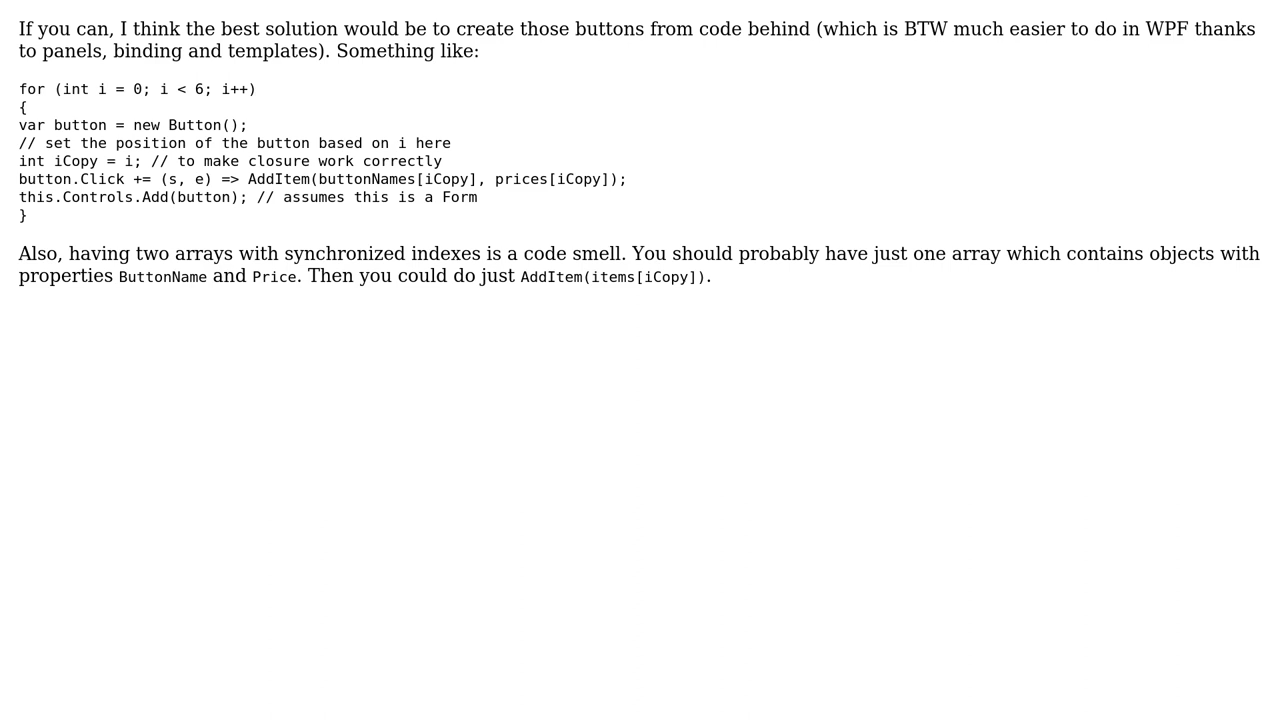 If you can, I think the best solution would be to create those buttons from code behind (which is BTW much easier to do in WPF thanks
to panels, binding and templates). Something like:
for (int i = 0; i < 6; i++)
{
var button = new Button();
// set the position of the button based on i here
int iCopy = i; // to make closure work correctly
button.Click += (s, e) => AddItem(buttonNames[iCopy], prices[iCopy]);
this.Controls.Add(button); // assumes this is a Form
}
Also, having two arrays with synchronized indexes is a code smell. You should probably have just one array which contains objects with
properties ButtonName and Price. Then you could do just AddItem(items[iCopy]).